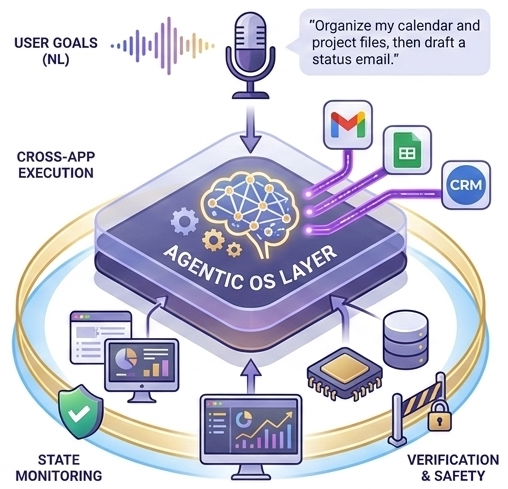 USER GOALS
(NL)
“Organize my calendar and
project files, then draft a
status email.”
CROSS-APP
EXECUTION
CRM
AGENTIC OS LAYER
STATE
MONITORING
VERIFICATION
& SAFETY